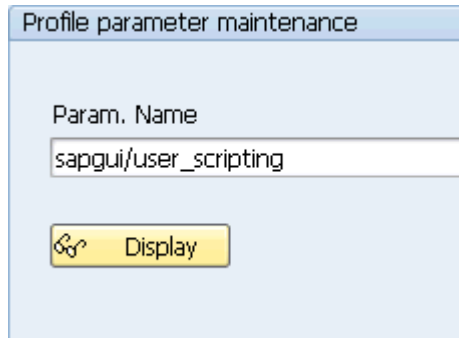 Profile parameter maintenance
Param. Name
sapgui/user_scripting
Display